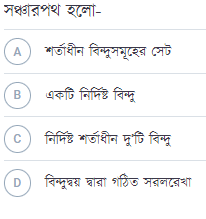 সঞ্চারপথ হলো-
A শর্তাধীন বিন্দুসমূহের সেট
B একটি নির্দিষ্ট বিন্দু
C নির্দিষ্ট শর্তাধীন দু'টি বিন্দু
D বিন্দুদ্বয় দ্বারা গঠিত সরলরেখা